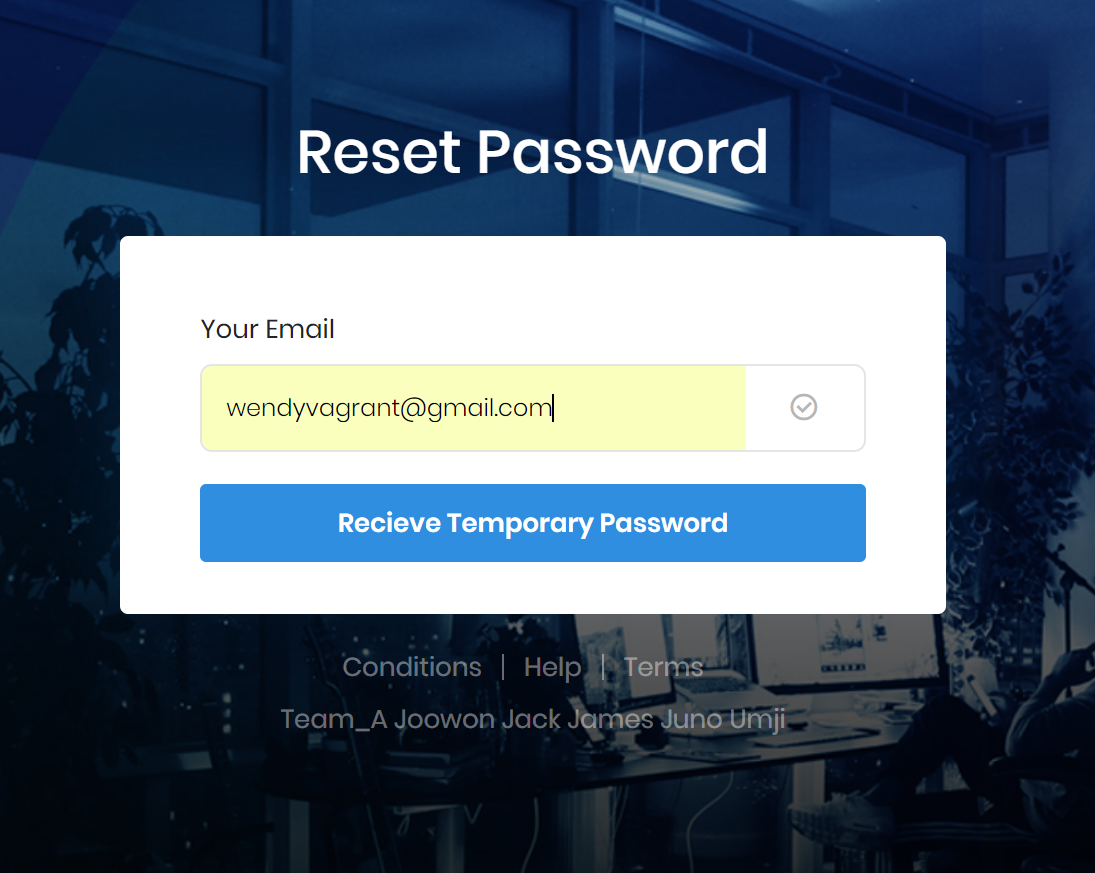 Reset Password
Your Email
wendyvagrant@gmail.com
Recieve Temporary Password
Conditions | Help | Terms
Team_A Joowon Jack James Juno Umji